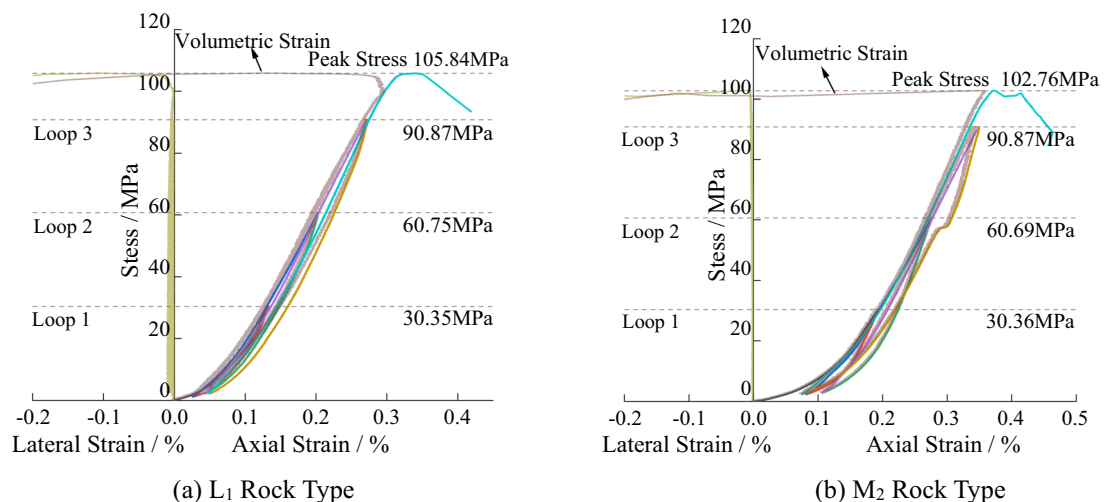 120
Volumetric Strain
Peak Stress 105.84MPa
100
Loop 3
90.87MPa
80
Stess / MPa
60
Loop 2
60.75MPa
40
Loop 1
30.35MPa
20
0
-0.2 -0.1 0.0 0.1 0.2 0.3 0.4
Lateral Strain / % Axial Strain / %
(a) L₁ Rock Type
120
Volumetric Strain
Peak Stress 102.76MPa
100
Loop 3
90.87MPa
80
Stess / MPa
60
Loop 2
60.69MPa
40
Loop 1
30.36MPa
20
0
-0.2 -0.1 0.0 0.1 0.2 0.3 0.4 0.5
Lateral Strain / % Axial Strain / %
(b) M₂ Rock Type